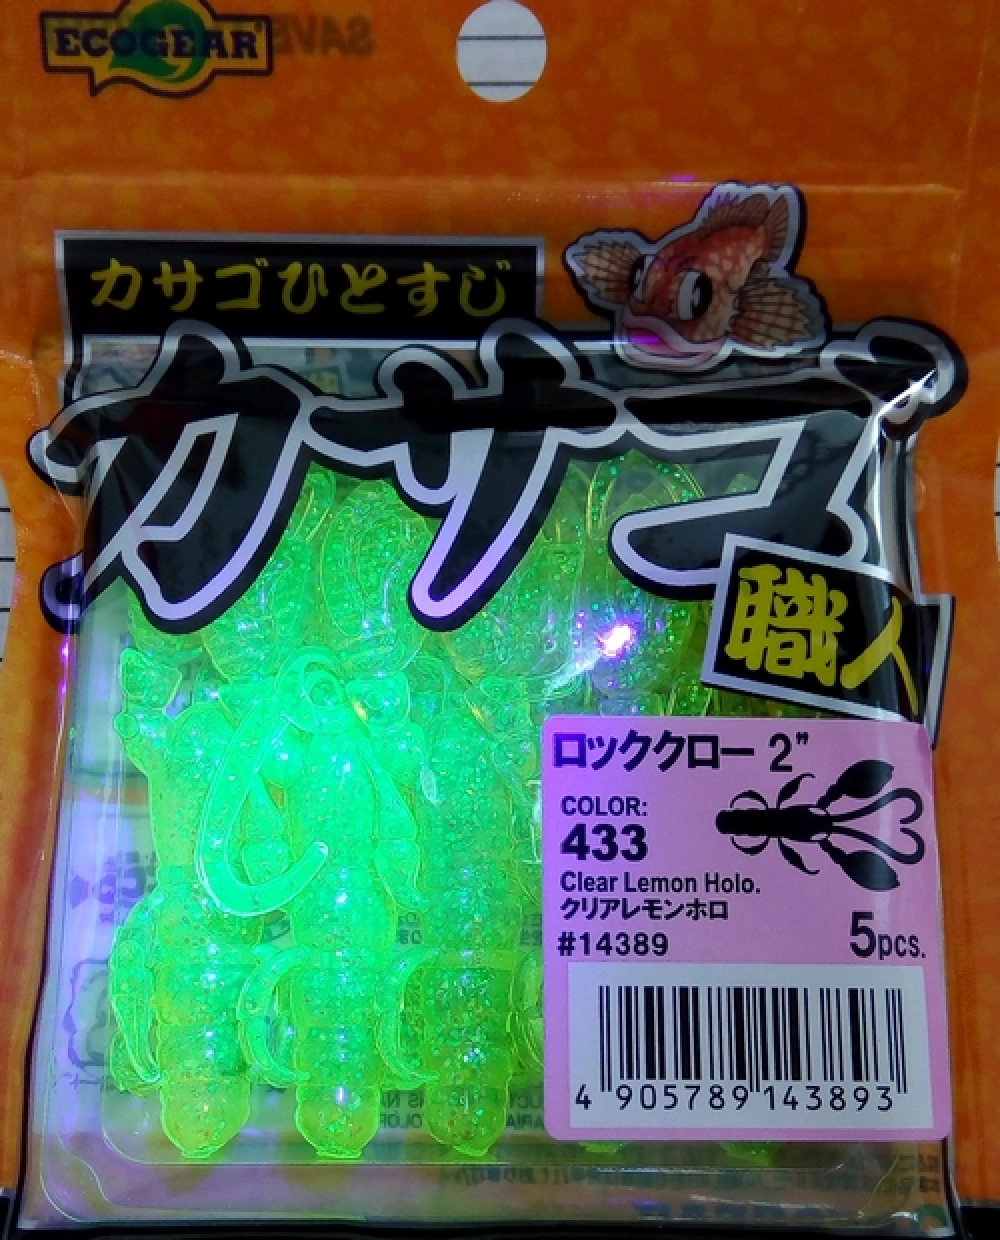 ECOGEAR
カサゴひとすじ
カサゴ
職人
ロッククロー 2"
COLOR:
433
Clear Lemon Holo.
クリアレモンホロ
#14389
5pcs.
4 905789 143893